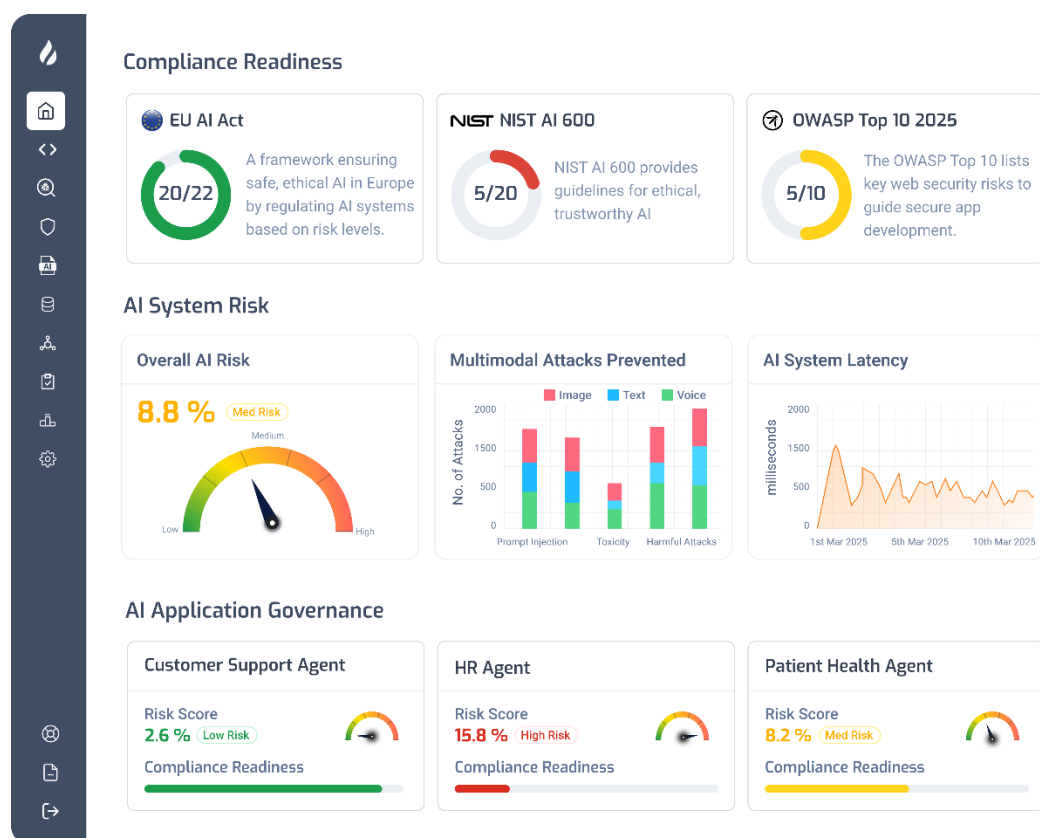 Compliance Readiness
EU AI Act
20/22
A framework ensuring
safe, ethical AI in Europe
by regulating AI systems
based on risk levels.
NIST NIST AI 600
5/20
NIST AI 600 provides
guidelines for ethical,
trustworthy AI
OWASP Top 10 2025
5/10
The OWASP Top 10 lists
key web security risks to
guide secure app
development.
AI System Risk
Overall AI Risk
8.8 % Med Risk
Medium
Low
High
Multimodal Attacks Prevented
Image Text Voice
No. of Attacks
2000
1500
500
0
Prompt Injection Toxicity Harmful Attacks
AI System Latency
milliseconds
2000
1500
500
0
1st Mar 2025 5th Mar 2025 10th Mar 2025
AI Application Governance
Customer Support Agent
Risk Score
2.6 % Low Risk
Compliance Readiness
HR Agent
Risk Score
15.8 % High Risk
Compliance Readiness
Patient Health Agent
Risk Score
8.2 % Med Risk
Compliance Readiness
AI